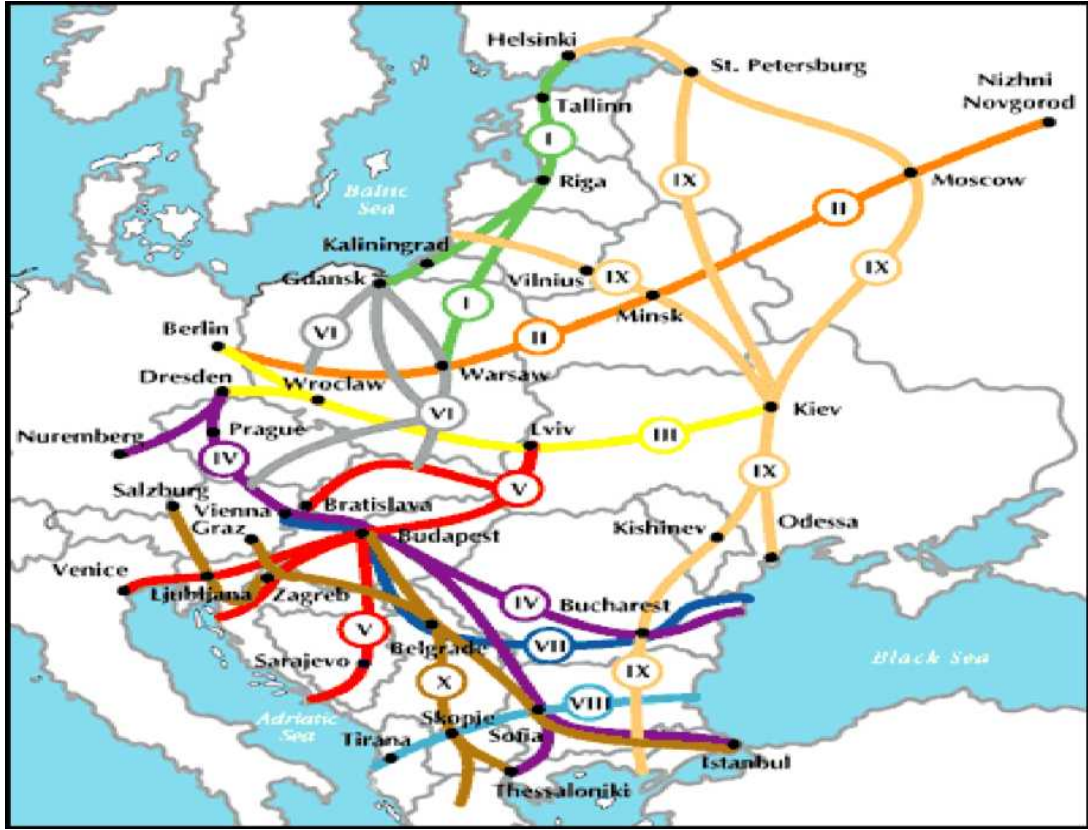 Helsinki
St. Petersburg
Nizhni
Novgorod
Tallinn
I
Riga
IX
Moscow
Baltic
Sea
II
Kaliningrad
Gdansk
Vilnius
IX
IX
I
Minsk
VI
II
Berlin
Warsaw
Dresden
Wroclaw
VI
Kiev
Nuremberg
Prague
Lviv
III
IV
IX
Salzburg
V
Bratislava
Vienna
Graz
Budapest
Kishinev
Odessa
Venice
Ljubljana
Zagreb
IV
Bucharest
V
Belgrade
VII
Sarajevo
IX
Black Sea
X
VIII
Adriatic
Sea
Skopje
Tirana
Sofia
Istanbul
Thessaloniki